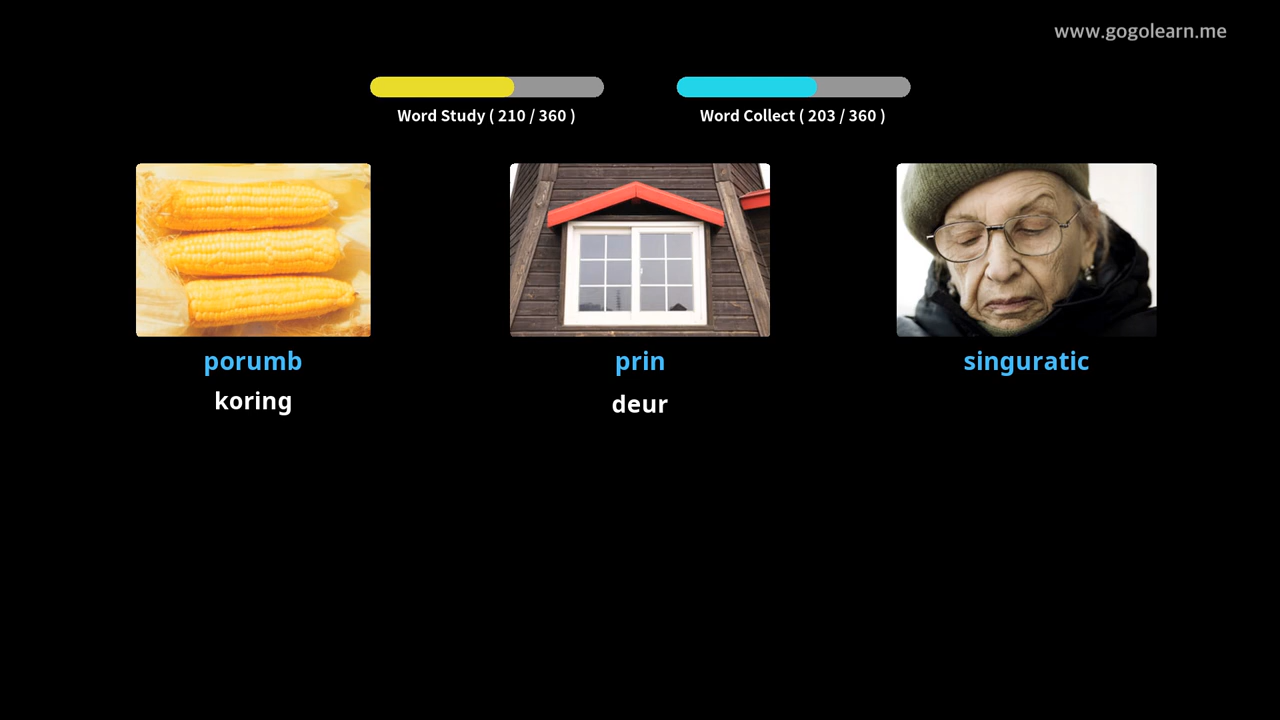 www.gogolearn.me
Word Study ( 210 / 360 )
Word Collect ( 203 / 360 )
porumb
prin
singuratic
koring
deur